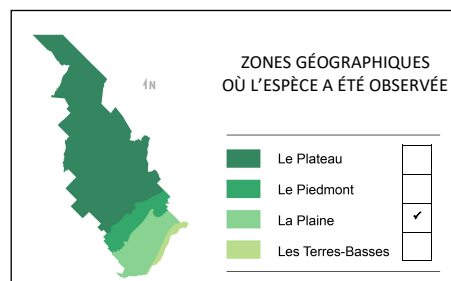 ZONES GÉOGRAPHIQUES
OÙ L'ESPÈCE A ÉTÉ OBSERVÉE
N
Le Plateau
Le Piedmont
La Plaine ✓
Les Terres-Basses